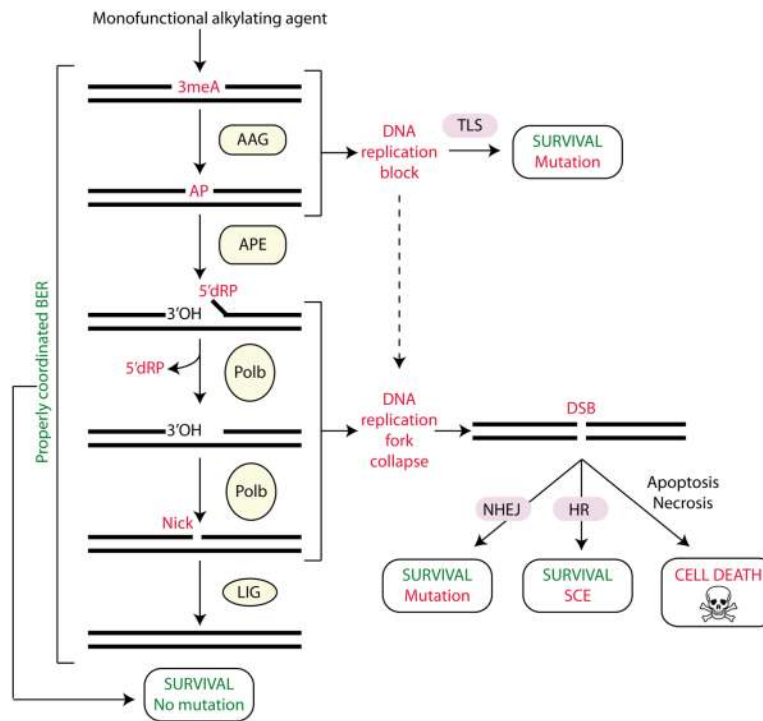 Monofunctional alkylating agent
3meA
AAG
DNA
replication
block
TLS
SURVIVAL
Mutation
AP
APE
5'dRP
3'OH
5'dRP
Polb
DNA
replication
fork
collapse
DSB
3'OH
Polb
Nick
NHEJ
HR
Apoptosis
Necrosis
SURVIVAL
Mutation
SURVIVAL
SCE
CELL DEATH
LIG
Properly coordinated BER
SURVIVAL
No mutation